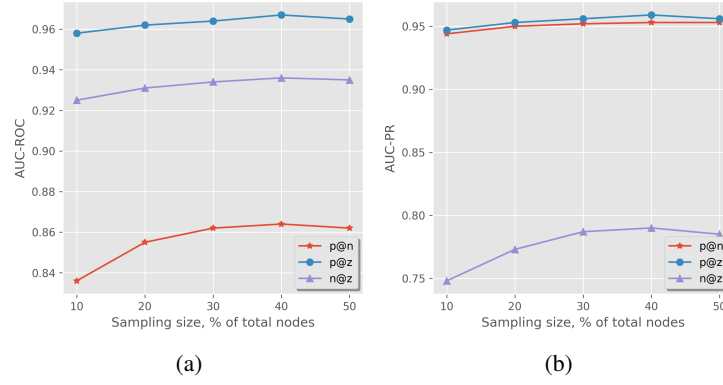 0.96
0.94
0.92
0.90
0.88
0.86
0.84
AUC-ROC
10 20 30 40 50
Sampling size, % of total nodes
p@n
p@z
n@z
(a)
0.95
0.90
0.85
0.80
0.75
AUC-PR
10 20 30 40 50
Sampling size, % of total nodes
p@n
p@z
n@z
(b)